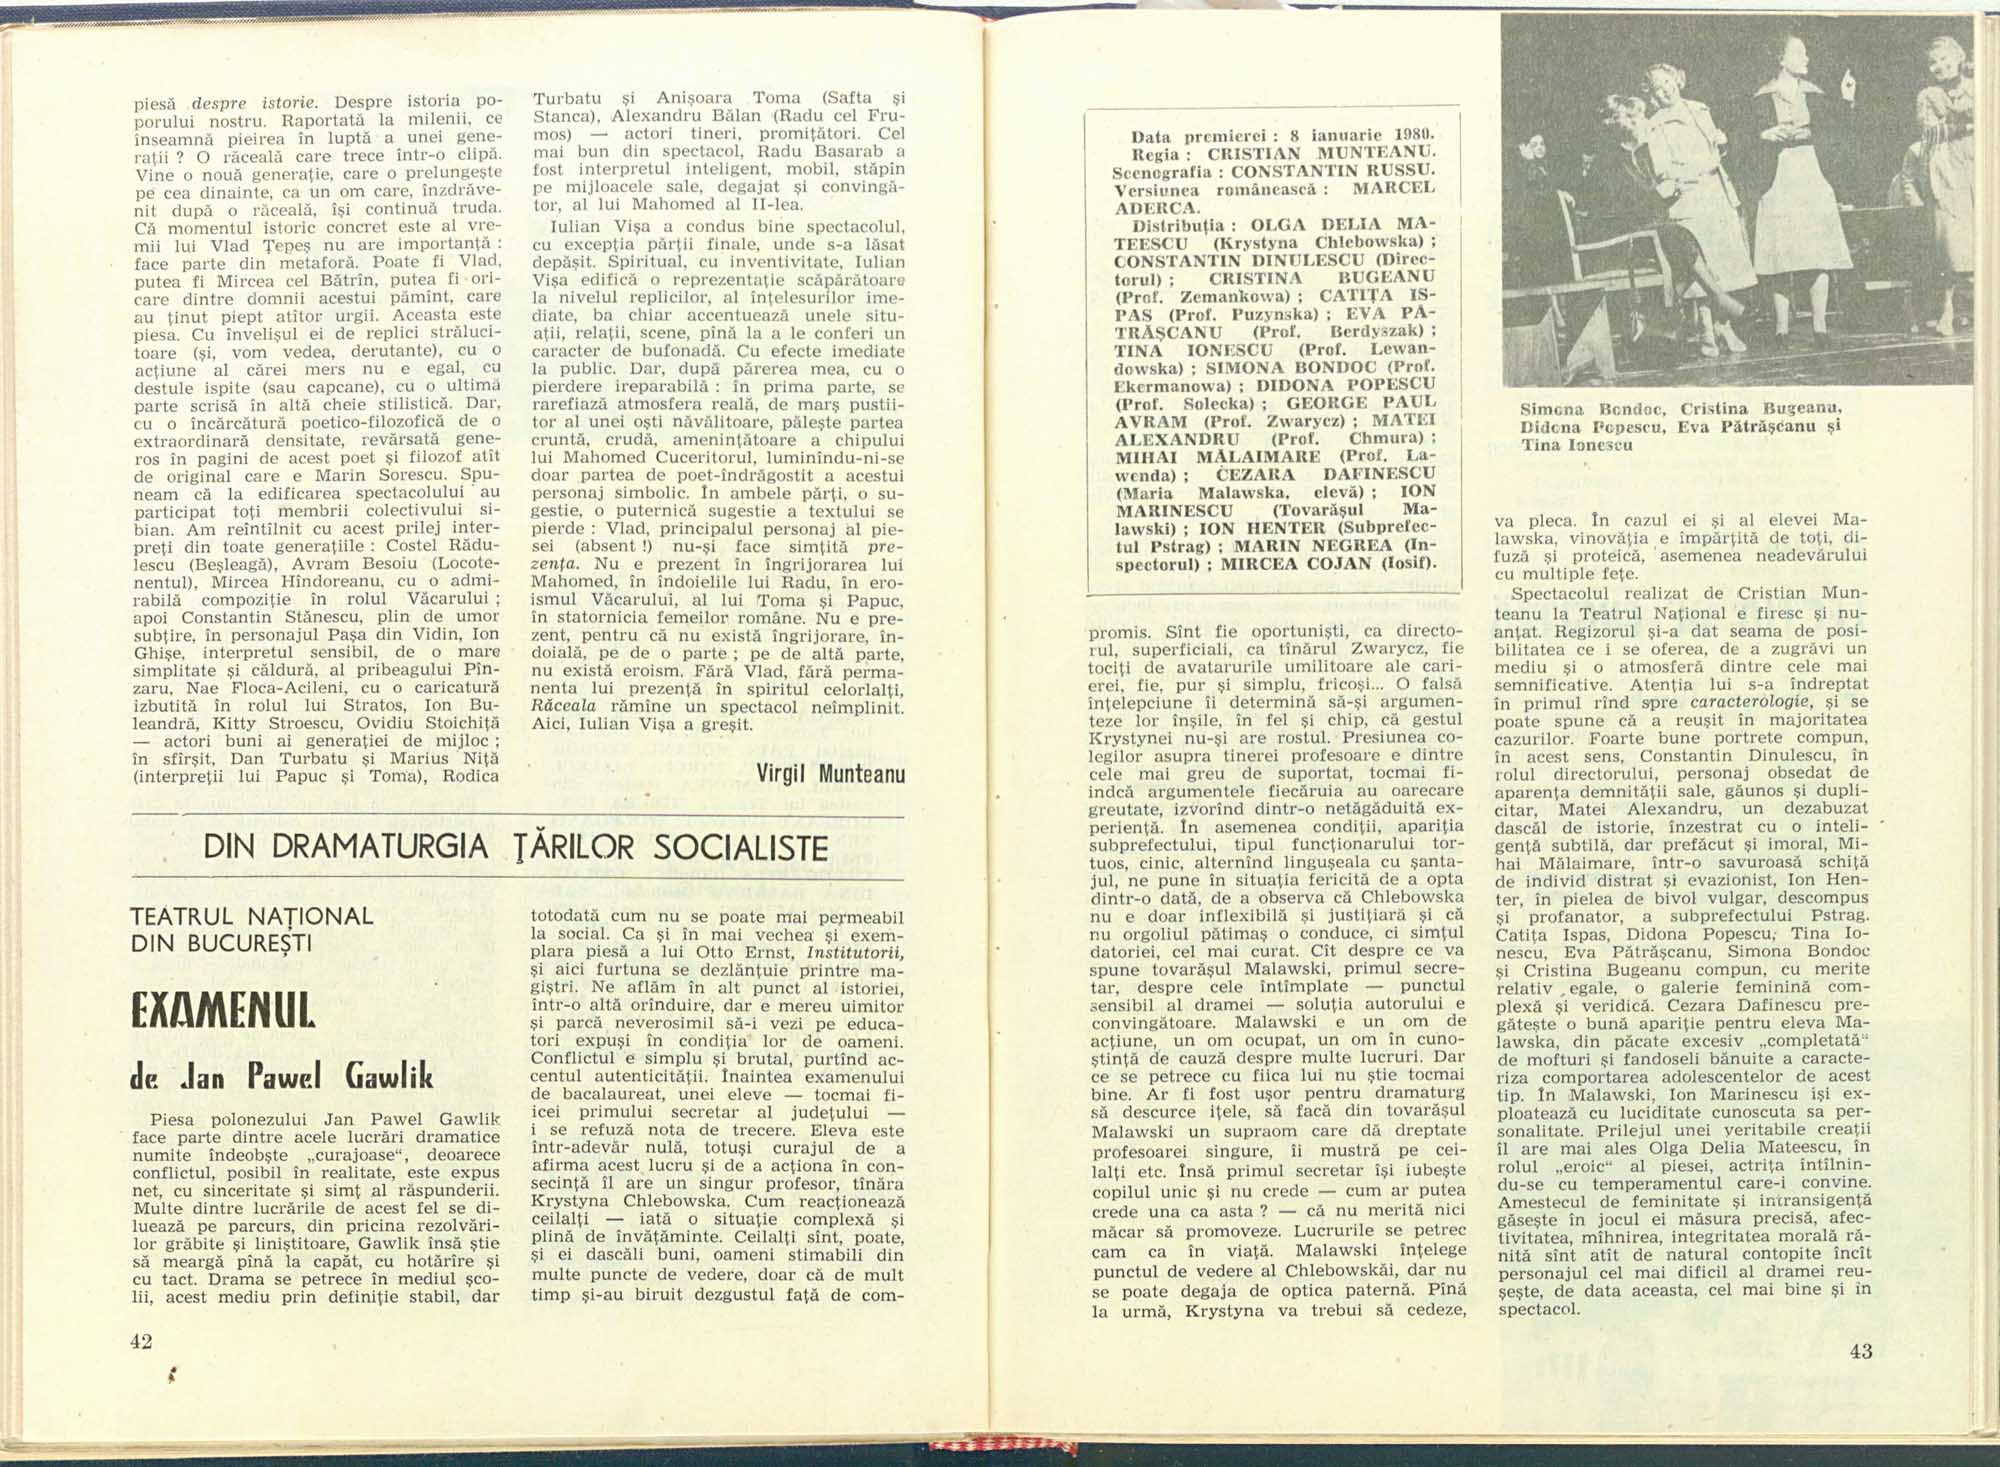 piesă despre istorie. Despre istoria po-
porului nostru. Raportată la milenii, ce
înseamnă pieirea în luptă a unei gene-
rații ? O răceală care trece într-o clipă.
Vine o nouă generație, care o prelungește
pe cea dinainte, ca un om care, înzdrăve-
nit după o răceală, își continuă truda.
Că momentul istoric concret este al vre-
mii lui Vlad Țepeș nu are importanță :
face parte din metaforă. Poate fi Vlad,
putea fi Mircea cel Bătrîn, putea fi ori-
care dintre domnii acestui pămînt, care
au ținut piept atîtor urgii. Aceasta este
piesa. Cu învelișul ei de replici străluci-
toare (și, vom vedea, derutante), cu o
acțiune al cărei mers nu e egal, cu
destule ispite (sau capcane), cu o ultimă
parte scrisă în altă cheie stilistică. Dar,
cu o încărcătură poetico-filozofică de o
extraordinară densitate, revărsată gene-
ros în pagini de acest poet și filozof atît
de original care e Marin Sorescu. Spu-
neam că la edificarea spectacolului au
participat toți membrii colectivului si-
bian. Am reîntîlnit cu acest prilej inter-
preți din toate generațiile : Costel Rădu-
lescu (Beșleagă), Avram Besoiu (Locote-
nentul), Mircea Hîndoreanu, cu o admi-
rabilă compoziție în rolul Văcarului ;
apoi Constantin Stănescu, plin de umor
subțire, în personajul Pașa din Vidin, Ion
Ghișe, interpretul sensibil, de o mare
simplitate și căldură, al pribeagului Pîn-
zaru, Nae Floca-Acileni, cu o caricatură
izbutită în rolul lui Stratos, Ion Bu-
leandră, Kitty Stroescu, Ovidiu Stoichiță
— actori buni ai generației de mijloc ;
în sfîrșit, Dan Turbatu și Marius Niță
(interpreții lui Papuc și Toma), Rodica
Turbatu și Anișoara Toma (Safta și
Stanca), Alexandru Bălan (Radu cel Fru-
mos) — actori tineri, promițători. Cel
mai bun din spectacol, Radu Basarab a
fost interpretul inteligent, mobil, stăpîn
pe mijloacele sale, degajat și convingă-
tor, al lui Mahomed al II-lea.
Iulian Vișa a condus bine spectacolul,
cu excepția părții finale, unde s-a lăsat
depășit. Spiritual, cu inventivitate, Iulian
Vișa edifică o reprezentație scăpărătoare
la nivelul replicilor, al înțelesurilor ime-
diate, ba chiar accentuează unele situ-
ații, relații, scene, pînă la a le conferi un
caracter de bufonadă. Cu efecte imediate
la public. Dar, după părerea mea, cu o
pierdere ireparabilă : în prima parte, se
rarefiază atmosfera reală, de marș pustii-
tor al unei oști năvălitoare, pălește partea
cruntă, crudă, amenințătoare a chipului
lui Mahomed Cuceritorul, luminîndu-ni-se
doar partea de poet-îndrăgostit a acestui
personaj simbolic. În ambele părți, o su-
gestie, o puternică sugestie a textului se
pierde : Vlad, principalul personaj al pie-
sei (absent !) nu-și face simțită pre-
zența. Nu e prezent în îngrijorarea lui
Mahomed, în îndoielile lui Radu, în ero-
ismul Văcarului, al lui Toma și Papuc,
în statornicia femeilor române. Nu e pre-
zent, pentru că nu există îngrijorare, în-
doială, pe de o parte ; pe de altă parte,
nu există eroism. Fără Vlad, fără perma-
nenta lui prezență în spiritul celorlalți,
Răceala rămîne un spectacol neîmplinit.
Aici, Iulian Vișa a greșit.
Virgil Munteanu
DIN DRAMATURGIA ŢĂRILOR SOCIALISTE
TEATRUL NAȚIONAL
DIN BUCUREȘTI
EXAMENUL
de Jan Pawel Gawlik
Piesa polonezului Jan Pawel Gawlik
face parte dintre acele lucrări dramatice
numite îndeobște „curajoase“, deoarece
conflictul, posibil în realitate, este expus
net, cu sinceritate și simț al răspunderii.
Multe dintre lucrările de acest fel se di-
luează pe parcurs, din pricina rezolvări-
lor grăbite și liniștitoare, Gawlik însă știe
să meargă pînă la capăt, cu hotărîre și
cu tact. Drama se petrece în mediul șco-
lii, acest mediu prin definiție stabil, dar
totodată cum nu se poate mai permeabil
la social. Ca și în mai vechea și exem-
plara piesă a lui Otto Ernst, Institutorii,
și aici furtuna se dezlănțuie printre ma-
giștri. Ne aflăm în alt punct al istoriei,
într-o altă orînduire, dar e mereu uimitor
și parcă neverosimil să-i vezi pe educa-
tori expuși în condiția lor de oameni.
Conflictul e simplu și brutal, purtînd ac-
centul autenticității. Înaintea examenului
de bacalaureat, unei eleve — tocmai fi-
icei primului secretar al județului —
i se refuză nota de trecere. Eleva este
într-adevăr nulă, totuși curajul de a
afirma acest lucru și de a acționa în con-
secință îl are un singur profesor, tînăra
Krystyna Chlebowska. Cum reacționează
ceilalți — iată o situație complexă și
plină de învățăminte. Ceilalți sînt, poate,
și ei dascăli buni, oameni stimabili din
multe puncte de vedere, doar că de mult
timp și-au biruit dezgustul față de com-
42
Data premierei : 8 ianuarie 1980.
Regia : CRISTIAN MUNTEANU.
Scenografia : CONSTANTIN RUSSU.
Versiunea românească : MARCEL
ADERCA.
Distribuția : OLGA DELIA MA-
TEESCU (Krystyna Chlebowska) ;
CONSTANTIN DINULESCU (Direc-
torul) ; CRISTINA BUGEANU
(Prof. Zemankowa) ; CATIȚA IS-
PAS (Prof. Puzynska) ; EVA PĂ-
TRĂȘCANU (Prof. Berdyszak) ;
TINA IONESCU (Prof. Lewan-
dowska) ; SIMONA BONDOC (Prof.
Ekermanowa) ; DIDONA POPESCU
(Prof. Solecka) ; GEORGE PAUL
AVRAM (Prof. Zwarycz) ; MATEI
ALEXANDRU (Prof. Chmura) ;
MIHAI MĂLAIMARE (Prof. La-
wenda) ; CEZARA DAFINESCU
(Maria Malawska, elevă) ; ION
MARINESCU (Tovarășul Ma-
lawski) ; ION HENTER (Subprefec-
tul Pstrag) ; MARIN NEGREA (In-
spectorul) ; MIRCEA COJAN (Iosif).
promis. Sînt fie oportuniști, ca directo-
rul, superficiali, ca tînărul Zwarycz, fie
tociți de avatarurile umilitoare ale cari-
erei, fie, pur și simplu, fricoși... O falsă
înțelepciune îi determină să-și argumen-
teze lor înșile, în fel și chip, că gestul
Krystynei nu-și are rostul. Presiunea co-
legilor asupra tinerei profesoare e dintre
cele mai greu de suportat, tocmai fi-
indcă argumentele fiecăruia au oarecare
greutate, izvorînd dintr-o netăgăduită ex-
periență. În asemenea condiții, apariția
subprefectului, tipul funcționarului tor-
tuos, cinic, alternînd lingușeala cu șanta-
jul, ne pune în situația fericită de a opta
dintr-o dată, de a observa că Chlebowska
nu e doar inflexibilă și justițiară și că
nu orgoliul pătimaș o conduce, ci simțul
datoriei, cel mai curat. Cît despre ce va
spune tovarășul Malawski, primul secre-
tar, despre cele întîmplate — punctul
sensibil al dramei — soluția autorului e
convingătoare. Malawski e un om de
acțiune, un om ocupat, un om în cuno-
ștință de cauză despre multe lucruri. Dar
ce se petrece cu fiica lui nu știe tocmai
bine. Ar fi fost ușor pentru dramaturg
să descurce ițele, să facă din tovarășul
Malawski un supraom care dă dreptate
profesoarei singure, îi mustră pe cei-
lalți etc. Însă primul secretar își iubește
copilul unic și nu crede — cum ar putea
crede una ca asta ? — că nu merită nici
măcar să promoveze. Lucrurile se petrec
cam ca în viață. Malawski înțelege
punctul de vedere al Chlebowskăi, dar nu
se poate degaja de optica paternă. Pînă
la urmă, Krystyna va trebui să cedeze,
Simona Bondoc, Cristina Bugeanu,
Didona Popescu, Eva Pătrășcanu și
Tina Ionescu
va pleca. În cazul ei și al elevei Ma-
lawska, vinovăția e împărțită de toți, di-
fuză și proteică, asemenea neadevărului
cu multiple fețe.
Spectacolul realizat de Cristian Mun-
teanu la Teatrul Național e firesc și nu-
anțat. Regizorul și-a dat seama de posi-
bilitatea ce i se oferea, de a zugrăvi un
mediu și o atmosferă dintre cele mai
semnificative. Atenția lui s-a îndreptat
în primul rînd spre caracterologie, și se
poate spune că a reușit în majoritatea
cazurilor. Foarte bune portrete compun,
în acest sens, Constantin Dinulescu, în
rolul directorului, personaj obsedat de
aparența demnității sale, găunos și dupli-
citar, Matei Alexandru, un dezabuzat
dascăl de istorie, înzestrat cu o inteli-
gență subtilă, dar prefăcut și imoral, Mi-
hai Mălaimare, într-o savuroasă schiță
de individ distrat și evazionist, Ion Hen-
ter, în pielea de bivol vulgar, descompus
și profanator, a subprefectului Pstrag.
Catița Ispas, Didona Popescu, Tina Io-
nescu, Eva Pătrășcanu, Simona Bondoc
și Cristina Bugeanu compun, cu merite
relativ egale, o galerie feminină com-
plexă și veridică. Cezara Dafinescu pre-
gătește o bună apariție pentru eleva Ma-
lawska, din păcate excesiv „completată“
de mofturi și fandoseli bănuite a caracte-
riza comportarea adolescentelor de acest
tip. În Malawski, Ion Marinescu își ex-
ploatează cu luciditate cunoscuta sa per-
sonalitate. Prilejul unei veritabile creații
îl are mai ales Olga Delia Mateescu, în
rolul „eroic“ al piesei, actrița întîlnin-
du-se cu temperamentul care-i convine.
Amestecul de feminitate și intransigență
găsește în jocul ei măsura precisă, afec-
tivitatea, mîhnirea, integritatea morală ră-
nită sînt atît de natural contopite încît
personajul cel mai dificil al dramei reu-
șește, de data aceasta, cel mai bine și în
spectacol.
43